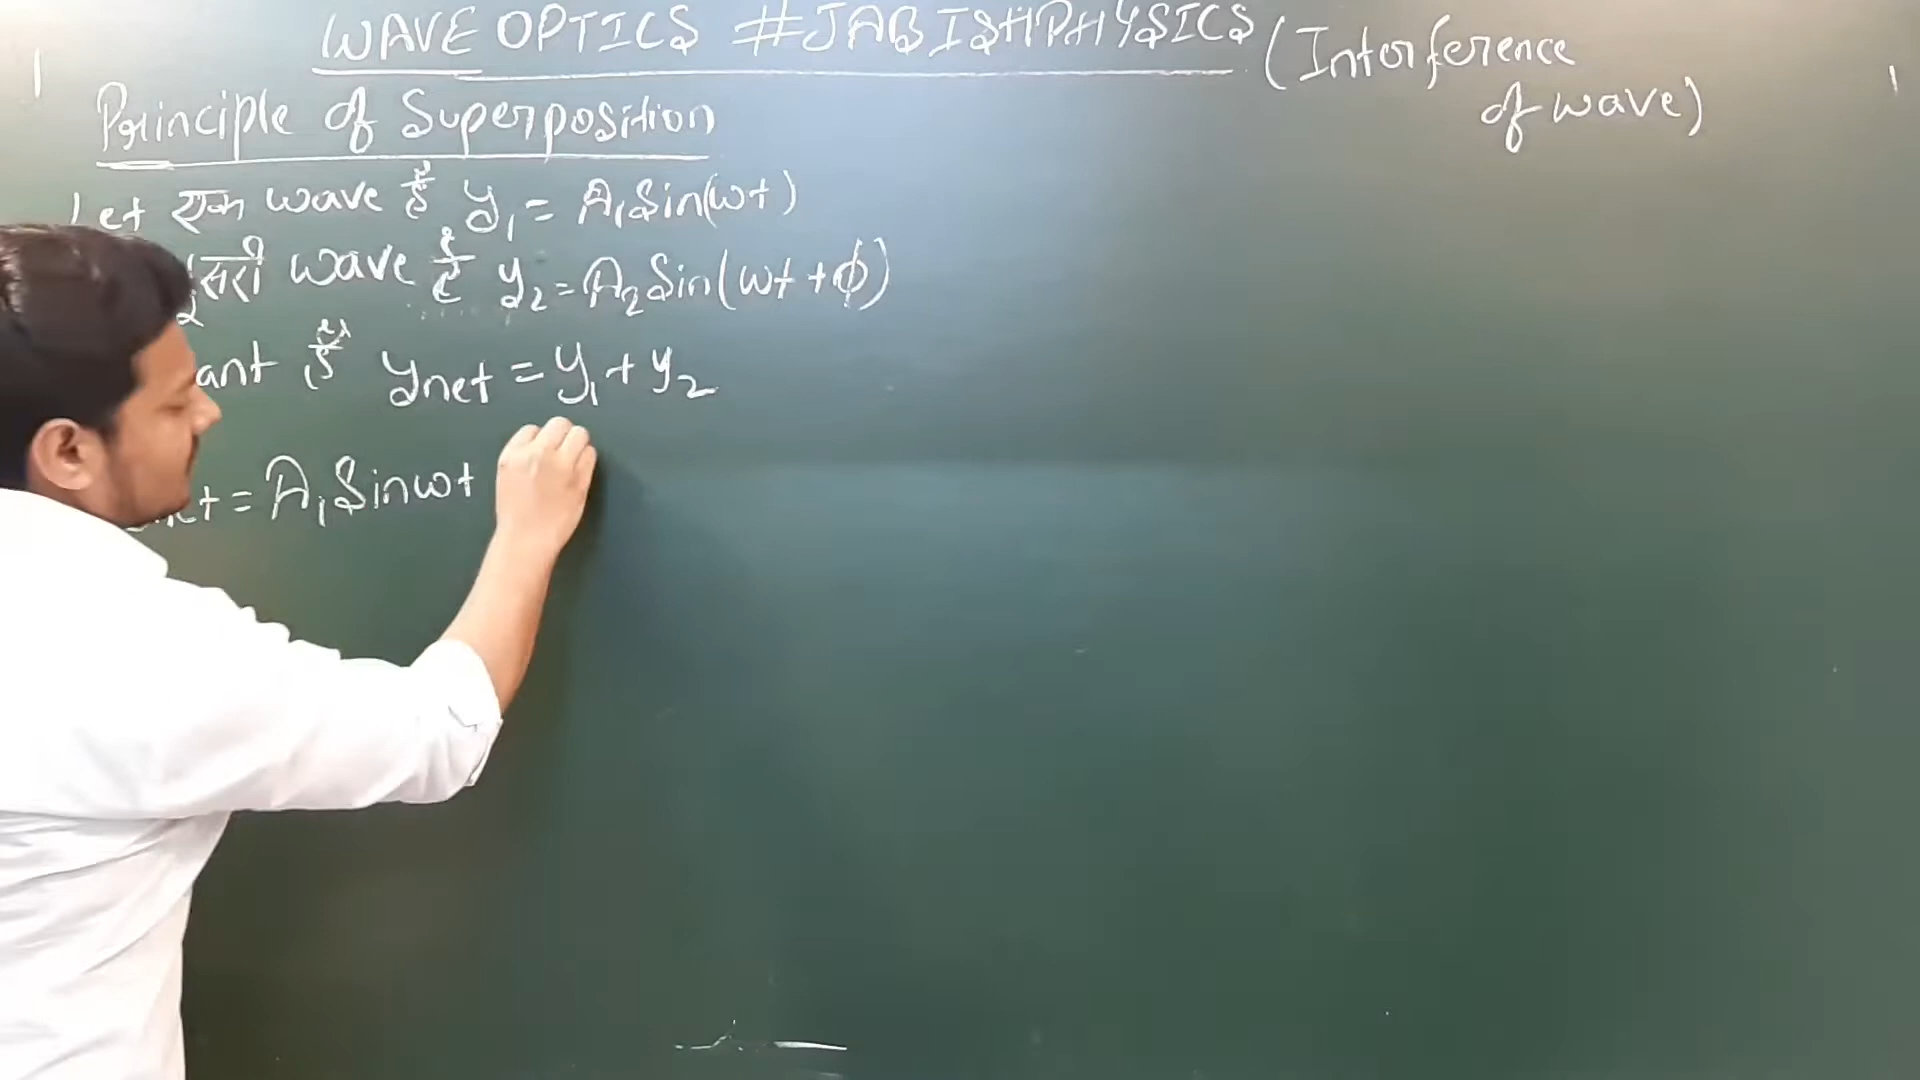 WAVE OPTICS #JABISHPHYSICS (Interference of wave)
Principle of Superposition
Let एक wave है y₁ = A₁Sin(ωt)
दूसरी wave है y₂ = A₂Sin(ωt + ϕ)
है ynet = y₁ + y₂
= A₁Sinωt